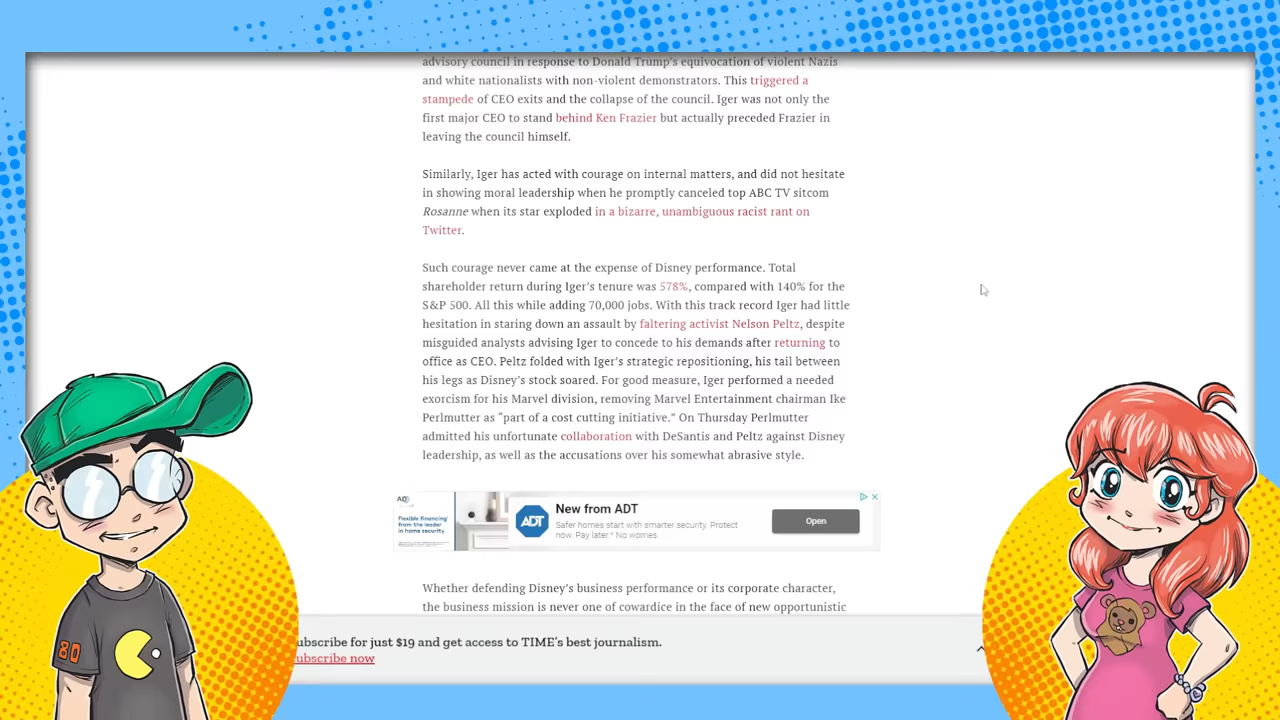 advisory council in response to Donald Trump's equivocation of violent Nazis
and white nationalists with non-violent demonstrators. This triggered a
stampede of CEO exits and the collapse of the council. Iger was not only the
first major CEO to stand behind Ken Frazier but actually preceded Frazier in
leaving the council himself.
Similarly, Iger has acted with courage on internal matters, and did not hesitate
in showing moral leadership when he promptly canceled top ABC TV sitcom
Rosanne when its star exploded in a bizarre, unambiguous racist rant on
Twitter.
Such courage never came at the expense of Disney performance. Total
shareholder return during Iger's tenure was 578%, compared with 140% for the
S&P 500. All this while adding 70,000 jobs. With this track record Iger had little
hesitation in staring down an assault by faltering activist Nelson Peltz, despite
misguided analysts advising Iger to concede to his demands after returning to
office as CEO. Peltz folded with Iger's strategic repositioning, his tail between
his legs as Disney's stock soared. For good measure, Iger performed a needed
exorcism for his Marvel division, removing Marvel Entertainment chairman Ike
Perlmutter as "part of a cost cutting initiative." On Thursday Perlmutter
admitted his unfortunate collaboration with DeSantis and Peltz against Disney
leadership, as well as the accusations over his somewhat abrasive style.
ADT
Flexible financing
from the leader
in home security
ADT
New from ADT
Safer homes start with smarter security. Protect
now. Pay later.* No worries.
Open
Whether defending Disney's business performance or its corporate character,
the business mission is never one of cowardice in the face of new opportunistic
ubscribe for just $19 and get access to TIME's best journalism.
ubscribe now
80